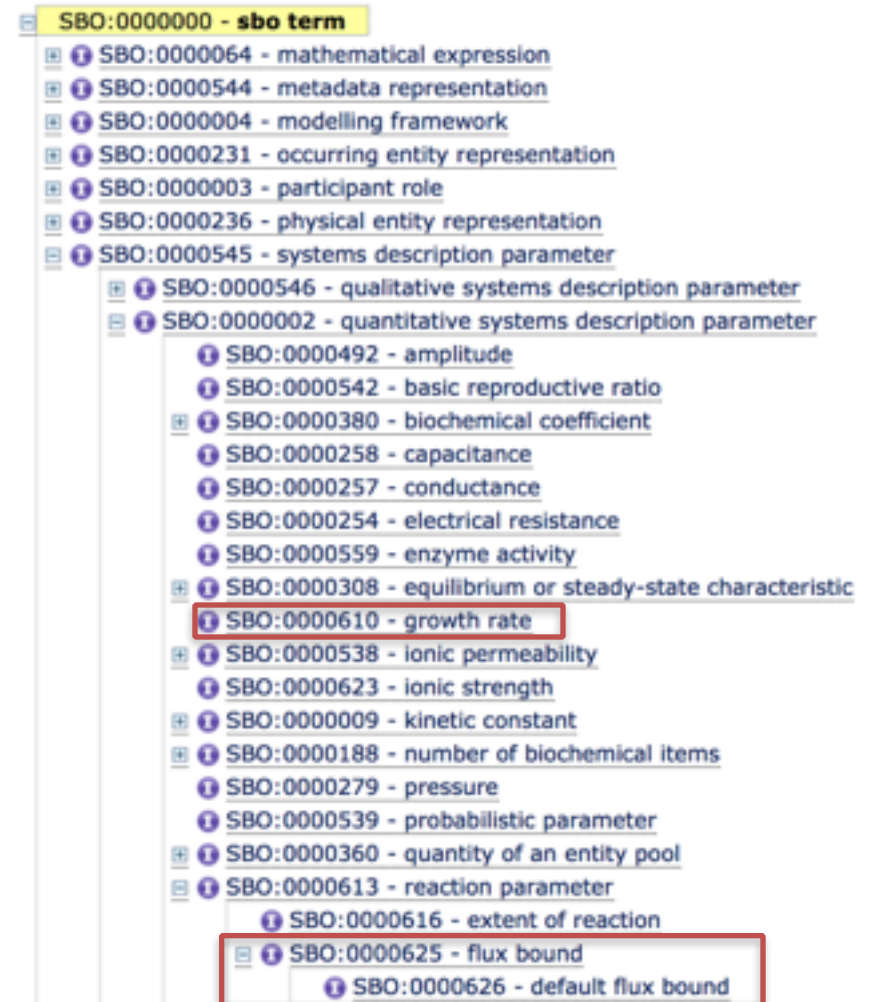 SBO:0000000 - sbo term
SBO:0000064 - mathematical expression
SBO:0000544 - metadata representation
SBO:0000004 - modelling framework
SBO:0000231 - occurring entity representation
SBO:0000003 - participant role
SBO:0000236 - physical entity representation
SBO:0000545 - systems description parameter
SBO:0000546 - qualitative systems description parameter
SBO:0000002 - quantitative systems description parameter
SBO:0000492 - amplitude
SBO:0000542 - basic reproductive ratio
SBO:0000380 - biochemical coefficient
SBO:0000258 - capacitance
SBO:0000257 - conductance
SBO:0000254 - electrical resistance
SBO:0000559 - enzyme activity
SBO:0000308 - equilibrium or steady-state characteristic
SBO:0000610 - growth rate
SBO:0000538 - ionic permeability
SBO:0000623 - ionic strength
SBO:0000009 - kinetic constant
SBO:0000188 - number of biochemical items
SBO:0000279 - pressure
SBO:0000539 - probabilistic parameter
SBO:0000360 - quantity of an entity pool
SBO:0000613 - reaction parameter
SBO:0000616 - extent of reaction
SBO:0000625 - flux bound
SBO:0000626 - default flux bound